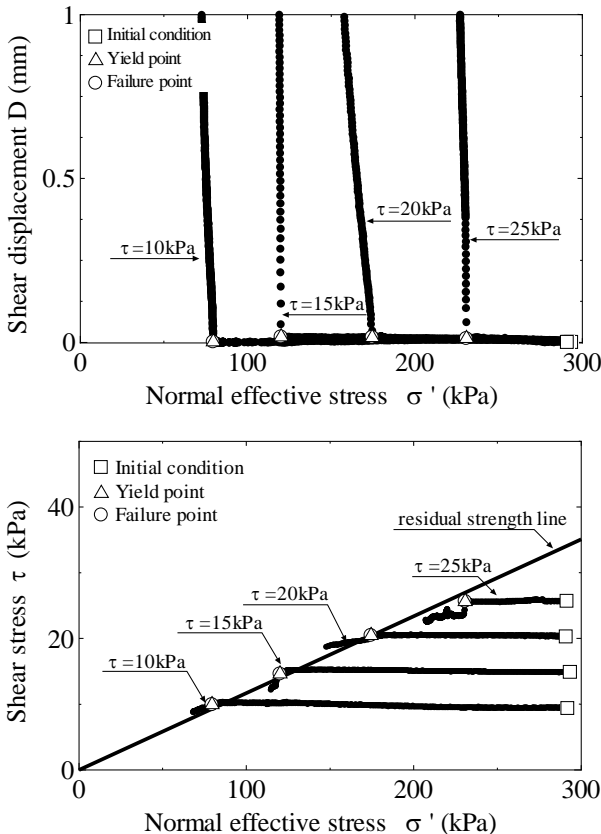 Shear displacement D (mm)
1
0.5
0
□ Initial condition
△ Yield point
○ Failure point
τ=20kPa
τ=25kPa
τ=10kPa
τ=15kPa
0 100 200 300
Normal effective stress σ ' (kPa)
Shear stress τ (kPa)
40
20
0
□ Initial condition
△ Yield point
○ Failure point
residual strength line
τ=25kPa
τ=20kPa
τ=15kPa
τ=10kPa
0 100 200 300
Normal effective stress σ ' (kPa)